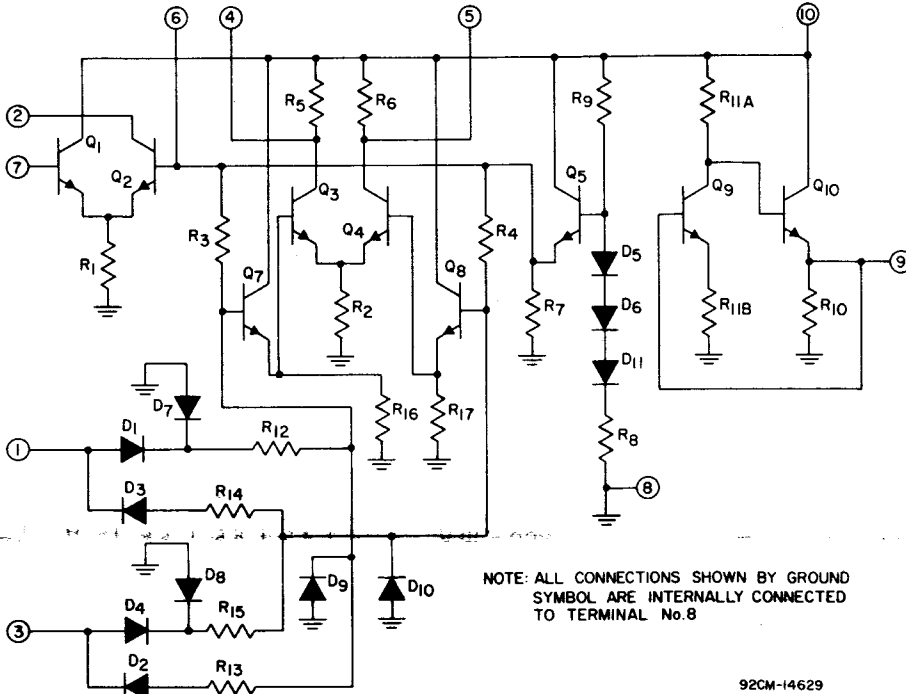 6 4 5 10
2
7
Q1 Q2 R1
R3 R5 R6
Q3 Q4 R2
Q7 Q8 R4
Q5 R9 R7
D5
D6
D11
R8
8
R11A
Q9 Q10
R11B R10
9
R16 R17
1
D7
D1 R12
D3 R14
D8
D4 R15
3
D2 R13
D9 D10
NOTE: ALL CONNECTIONS SHOWN BY GROUND
SYMBOL ARE INTERNALLY CONNECTED
TO TERMINAL No.8
92CM-14629